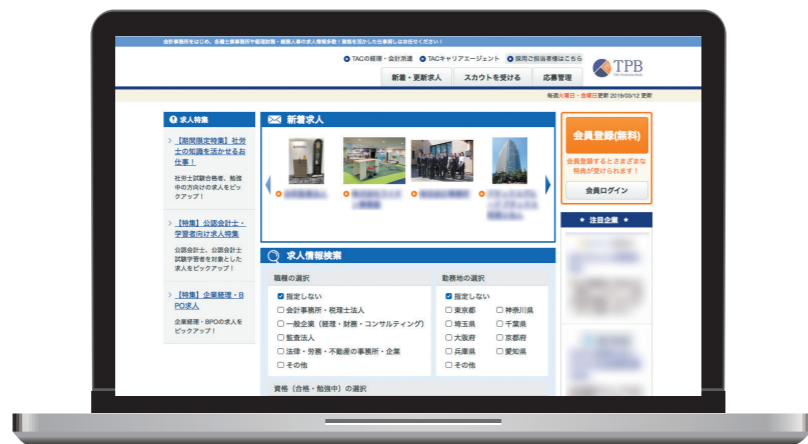 会計事務所をはじめ、各種士業事務所や経理財務・総務人事の求人情報多数！資格を活かした仕事探しはお任せください！
TACの経理・会計派遣 TACキャリアエージェント 採用ご担当者様はこちら
新着・更新求人 スカウトを受ける 応募管理
TPB
毎週火曜日・金曜日更新 2019/03/12 更新
求人特集
【期間限定特集】社労
士の知識を活かせるお
仕事！
社労士試験合格者、勉強
中の方向けの求人をピッ
クアップ！
【特集】公認会計士・
学習者向け求人特集
公認会計士、公認会計士
試験学習者を対象とした
求人をピックアップ！
【特集】企業経理・B
PO求人
企業経理・BPOの求人を
ピックアップ！
新着求人
求人情報検索
職種の選択
指定しない
会計事務所・税理士法人
一般企業（経理・財務・コンサルティング）
監査法人
法律・労務・不動産の事務所・企業
その他
勤務地の選択
指定しない
東京都 神奈川県
埼玉県 千葉県
大阪府 京都府
兵庫県 愛知県
その他
資格（合格・勉強中）の選択
会員登録(無料)
会員登録するとさまざまな
特典が受けられます！
会員ログイン
★ 注目企業 ★